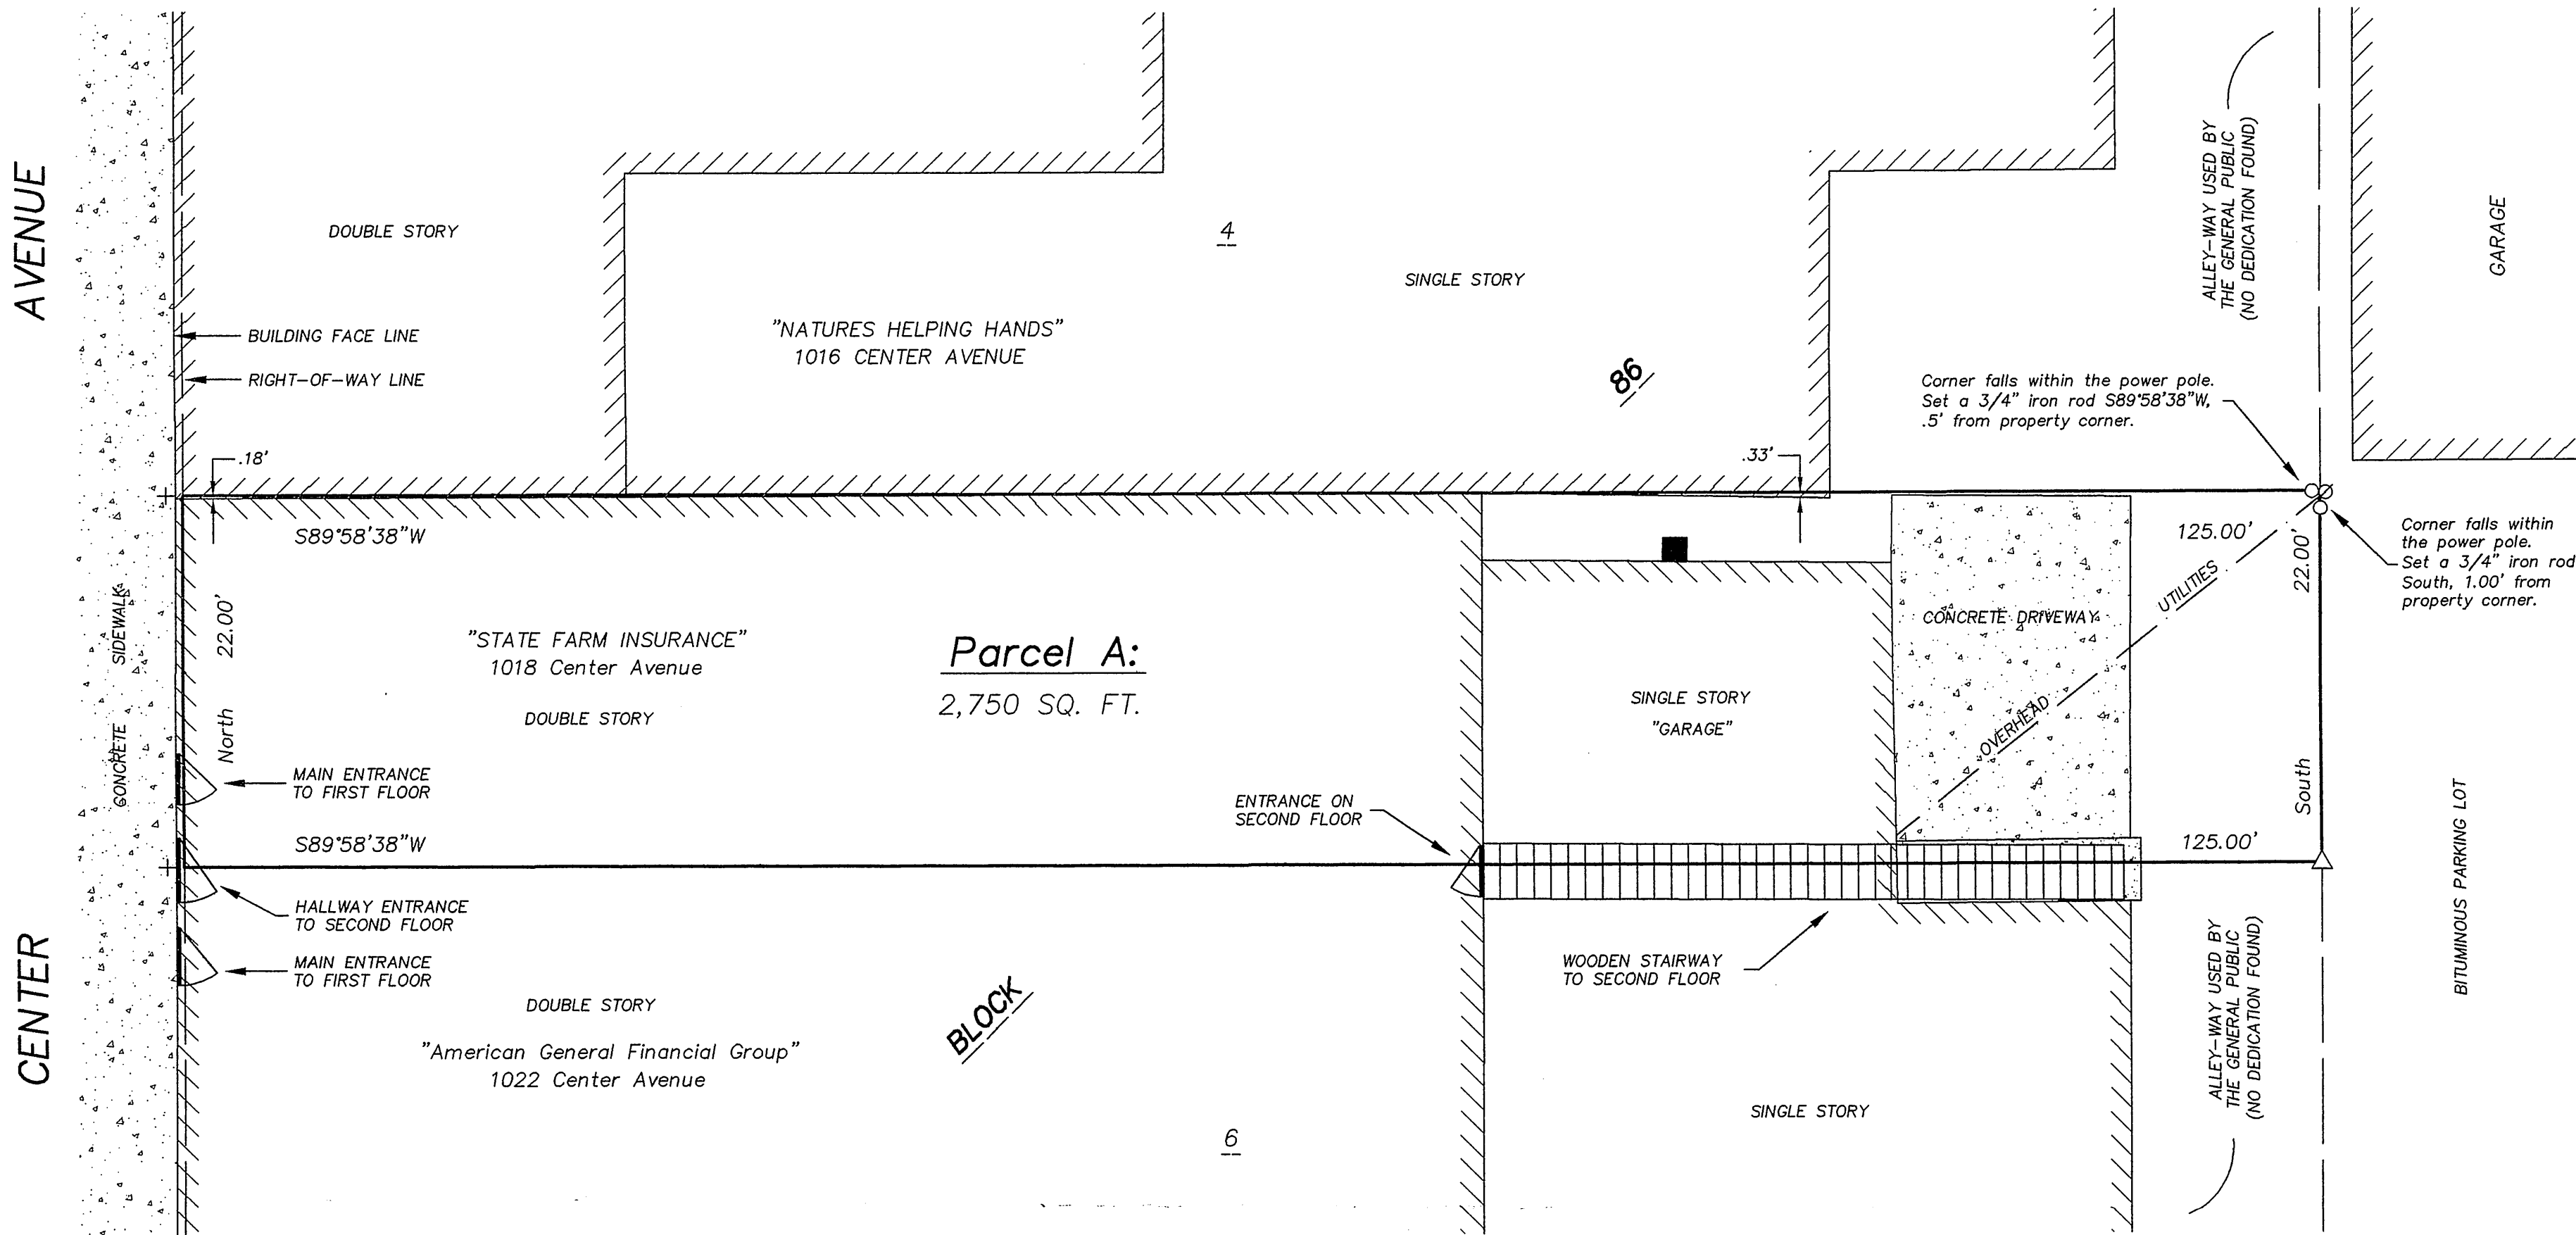 AVENUE
CENTER
DOUBLE STORY
4
SINGLE STORY
"NATURES HELPING HANDS"
1016 CENTER AVENUE
BUILDING FACE LINE
RIGHT-OF-WAY LINE
86
ALLEY-WAY USED BY
THE GENERAL PUBLIC
(NO DEDICATION FOUND)
GARAGE
Corner falls within the power pole.
Set a 3/4" iron rod S89°58'38"W,
.5' from property corner.
.18'
.33'
S89°58'38"W
125.00'
22.00'
Corner falls within
the power pole.
Set a 3/4" iron rod
South, 1.00' from
property corner.
CONCRETE SIDEWALK
22.00'
North
"STATE FARM INSURANCE"
1018 Center Avenue
DOUBLE STORY
Parcel A:
2,750 SQ. FT.
SINGLE STORY
"GARAGE"
CONCRETE DRIVEWAY
OVERHEAD UTILITIES
South
MAIN ENTRANCE
TO FIRST FLOOR
ENTRANCE ON
SECOND FLOOR
S89°58'38"W
125.00'
HALLWAY ENTRANCE
TO SECOND FLOOR
MAIN ENTRANCE
TO FIRST FLOOR
WOODEN STAIRWAY
TO SECOND FLOOR
DOUBLE STORY
"American General Financial Group"
1022 Center Avenue
BLOCK
6
SINGLE STORY
ALLEY-WAY USED BY
THE GENERAL PUBLIC
(NO DEDICATION FOUND)
BITUMINOUS PARKING LOT